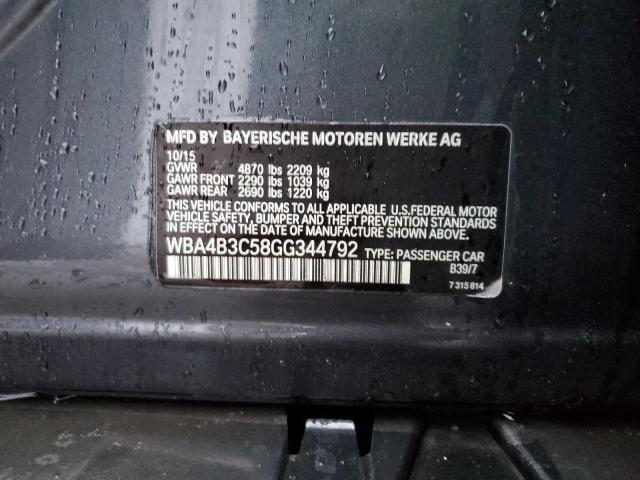 MFD BY BAYERISCHE MOTOREN WERKE AG
10/15
GVWR 4870 lbs 2209 kg
GAWR FRONT 2290 lbs 1039 kg
GAWR REAR 2690 lbs 1220 kg
THIS VEHICLE CONFORMS TO ALL APPLICABLE U.S.FEDERAL MOTOR
VEHICLE SAFETY, BUMPER, AND THEFT PREVENTION STANDARDS
IN EFFECT ON THE DATE OF MANUFACTURE SHOWN ABOVE.
WBA4B3C58GG344792 TYPE: PASSENGER CAR
B39/7
7 315 814